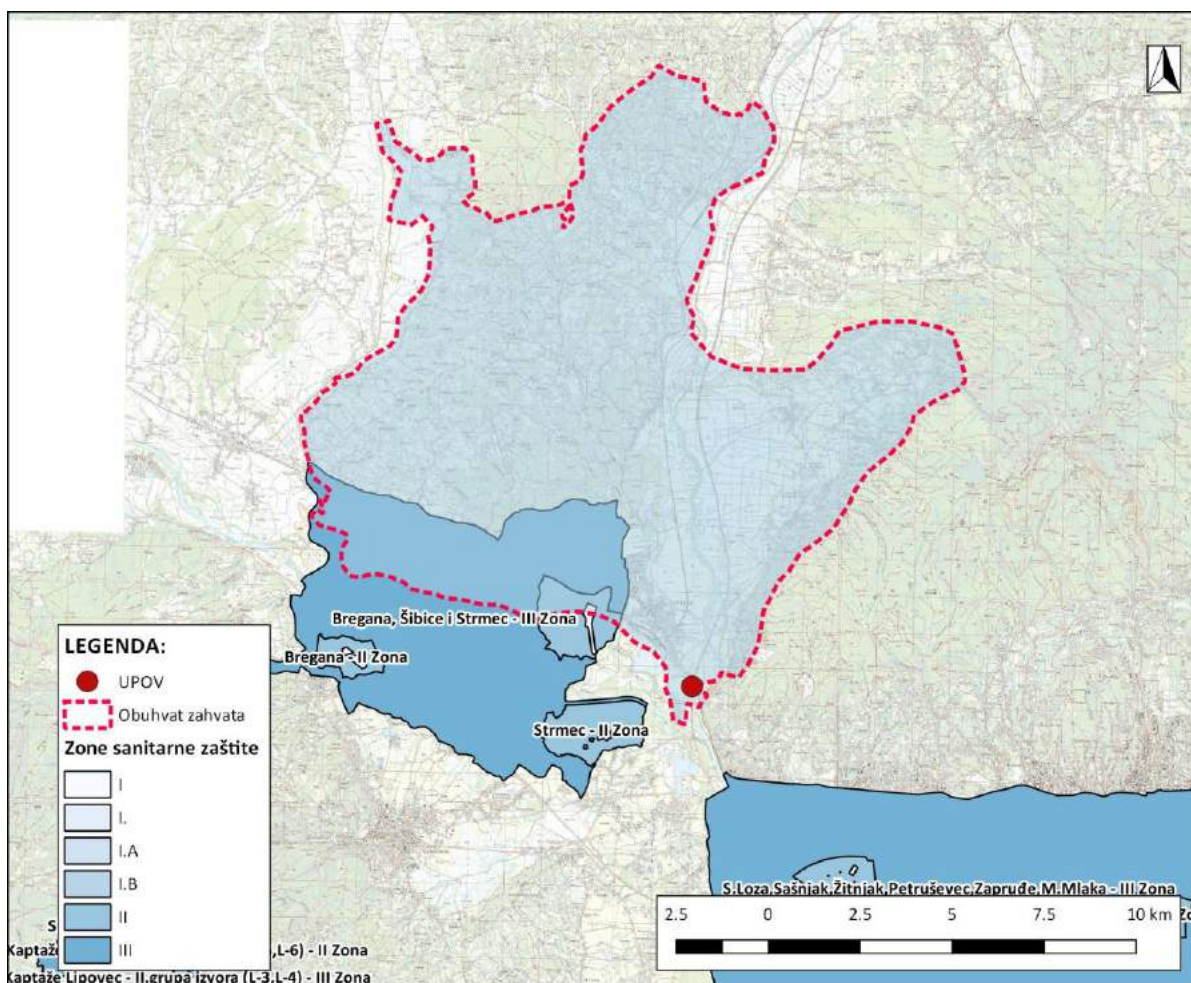 Bregana, Šibice i Strmec - III Zona
Bregana - II Zona
Strmec - II Zona
LEGENDA:
UPOV
Obuhvat zahvata
Zone sanitarne zaštite
I
I.
I.A
I.B
II
III
S.Loza,Sašnjak,Žitnjak,Petruševec,Zapruđe,M.Mlaka - III Zona
2.5 0 2.5 5 7.5 10 km
S
Kaptaže ,L-6) - II Zona
Kaptaže Lipovec - II.grupa izvora (L-3,L-4) - III Zona